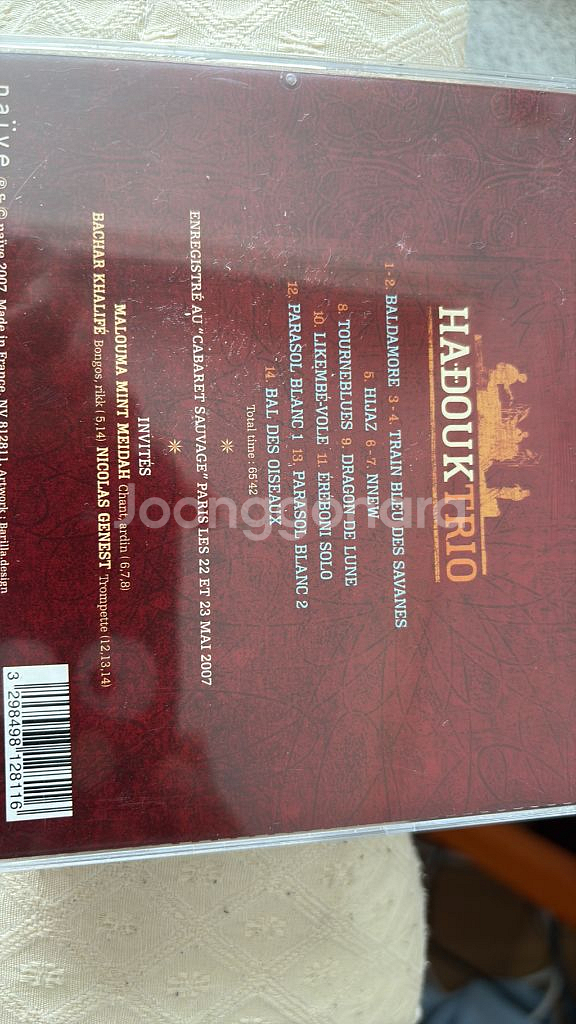 HADOUKTRIO
1-2. BALDAMORE 3-4. TRAIN BLEU DES SAVANES
5. HIJAZ 6-7. NNEW
8. TOURNEBLUES 9. DRAGON DE LUNE
10. LIKEMBE-VOLE 11. EREBONI SOLO
12. PARASOL BLANC 1 13. PARASOL BLANC 2
14. BAL DES OISEAUX
Total time : 65'42
ENREGISTRÉ AU "CABARET SAUVAGE" PARIS LES 22 ET 23 MAI 2007
INVITÉS
MALOUMA MINT MEIDAH Chant, ardin (6,7,8)
BACHAR KHALIFÉ Bongos, rikk (5,14) NICOLAS GENEST Trompette (12,13,14)
naïve ℗ & © naïve 2007. Made in France. NV 812811. Artwork : Barilla.design
3 298498 128116
Joonggonara